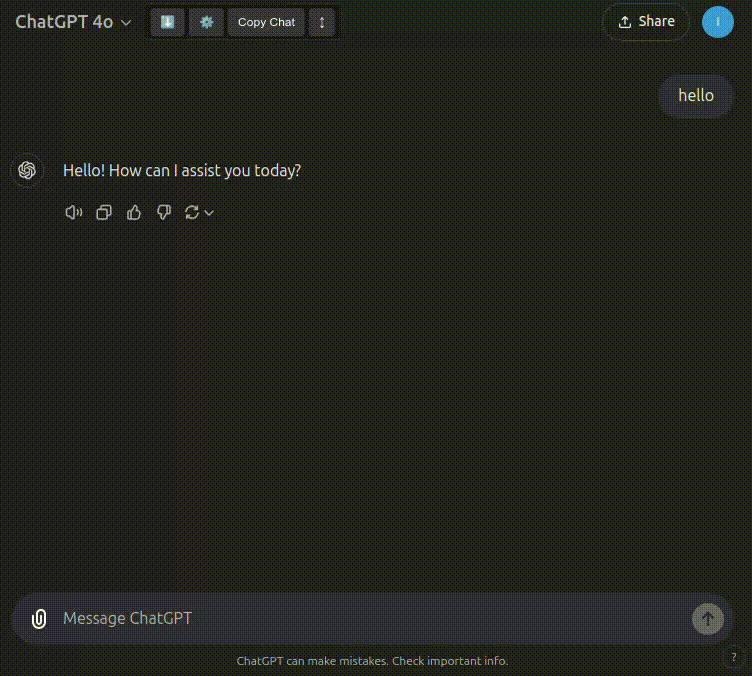 ChatGPT 4o
Copy Chat
Share
I
hello
Hello! How can I assist you today?
Message ChatGPT
ChatGPT can make mistakes. Check important info.
?